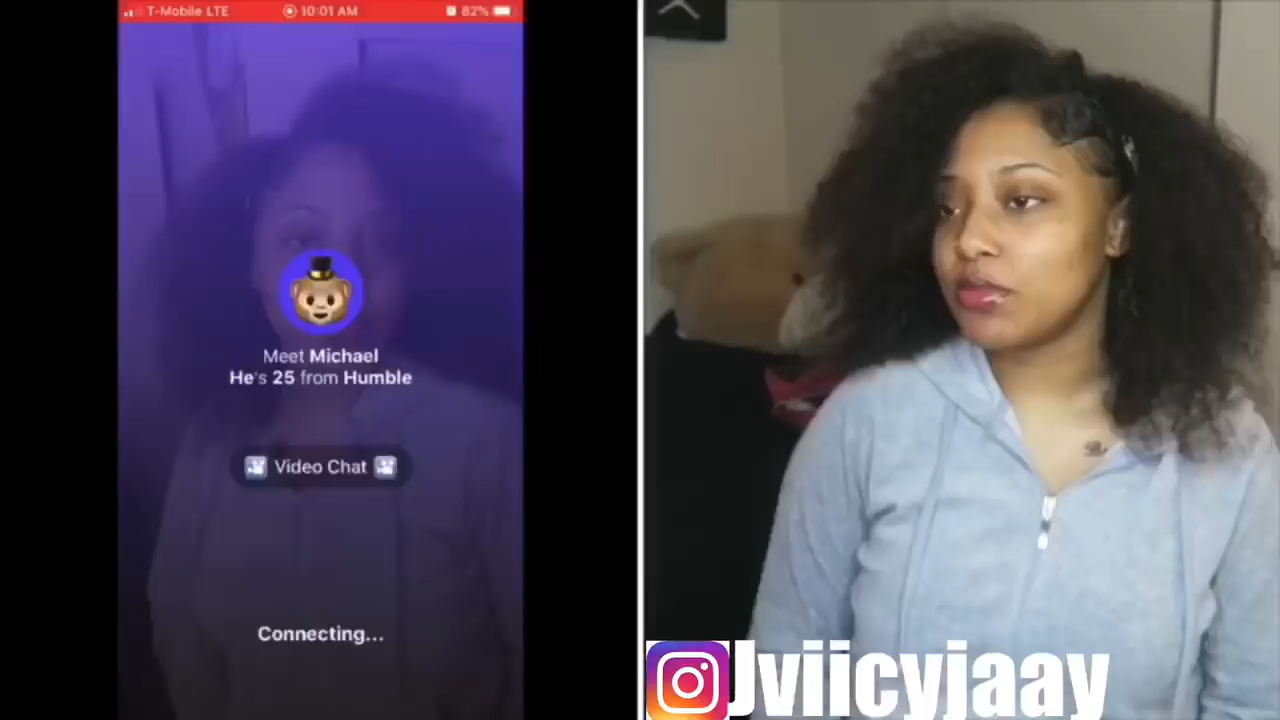 T-Mobile LTE 10:01 AM 82%
Meet Michael
He's 25 from Humble
Video Chat
Connecting...
Jviicyjaay